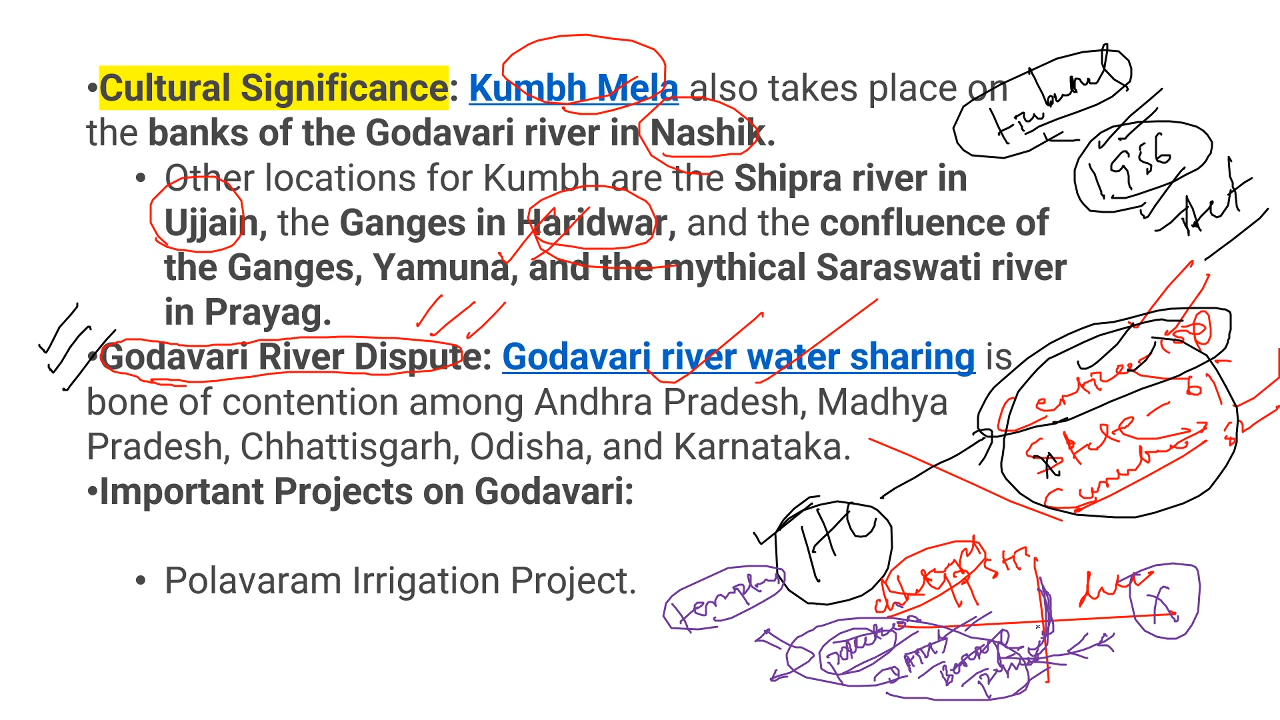 •Cultural Significance: Kumbh Mela also takes place on
the banks of the Godavari river in Nashik.
• Other locations for Kumbh are the Shipra river in
Ujjain, the Ganges in Haridwar, and the confluence of
the Ganges, Yamuna, and the mythical Saraswati river
in Prayag.
•Godavari River Dispute: Godavari river water sharing is
bone of contention among Andhra Pradesh, Madhya
Pradesh, Chhattisgarh, Odisha, and Karnataka.
•Important Projects on Godavari:
• Polavaram Irrigation Project.
1956
Act
State